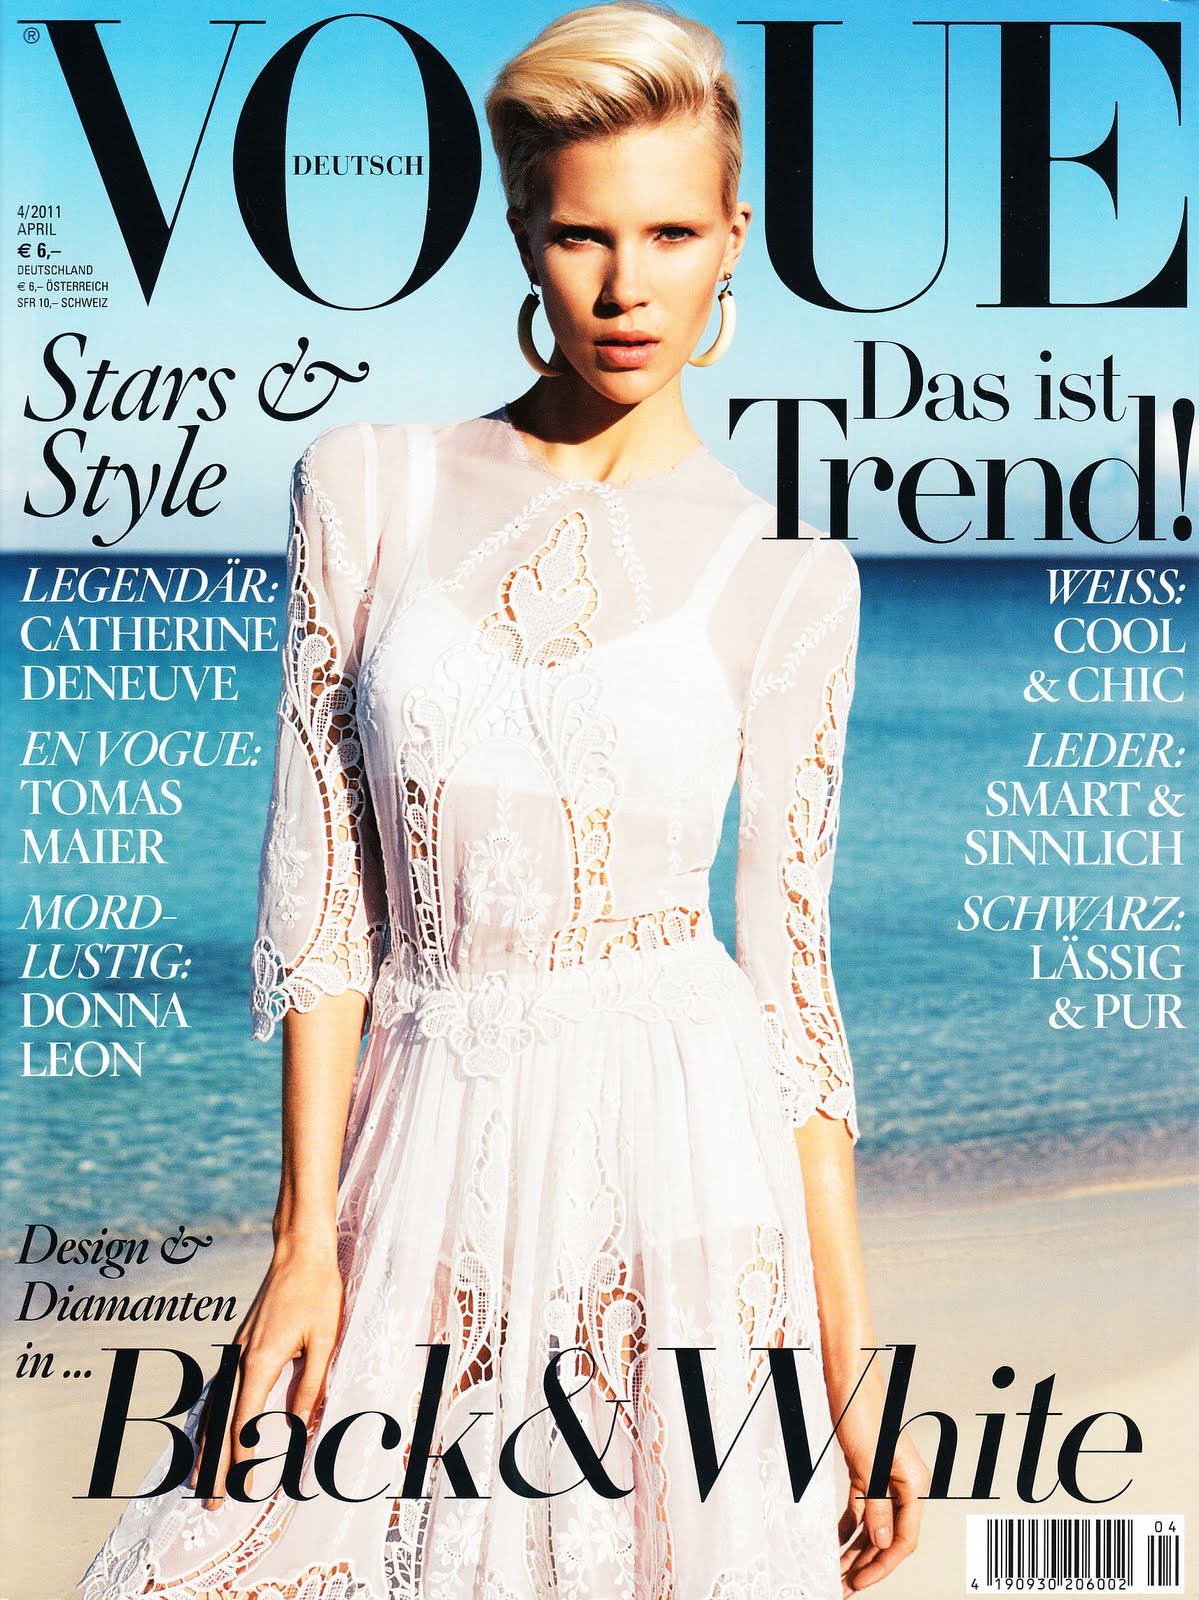 ®
VOGUE
DEUTSCH
4/2011
APRIL
€ 6,–
DEUTSCHLAND
€ 6,– ÖSTERREICH
SFR 10,– SCHWEIZ
Stars &
Style
LEGENDÄR:
CATHERINE
DENEUVE
EN VOGUE:
TOMAS
MAIER
MORD-
LUSTIG:
DONNA
LEON
Das ist
Trend!
WEISS:
COOL
& CHIC
LEDER:
SMART &
SINNLICH
SCHWARZ:
LÄSSIG
& PUR
Design &
Diamanten
in ...
Black & White
04
4 190930 206002